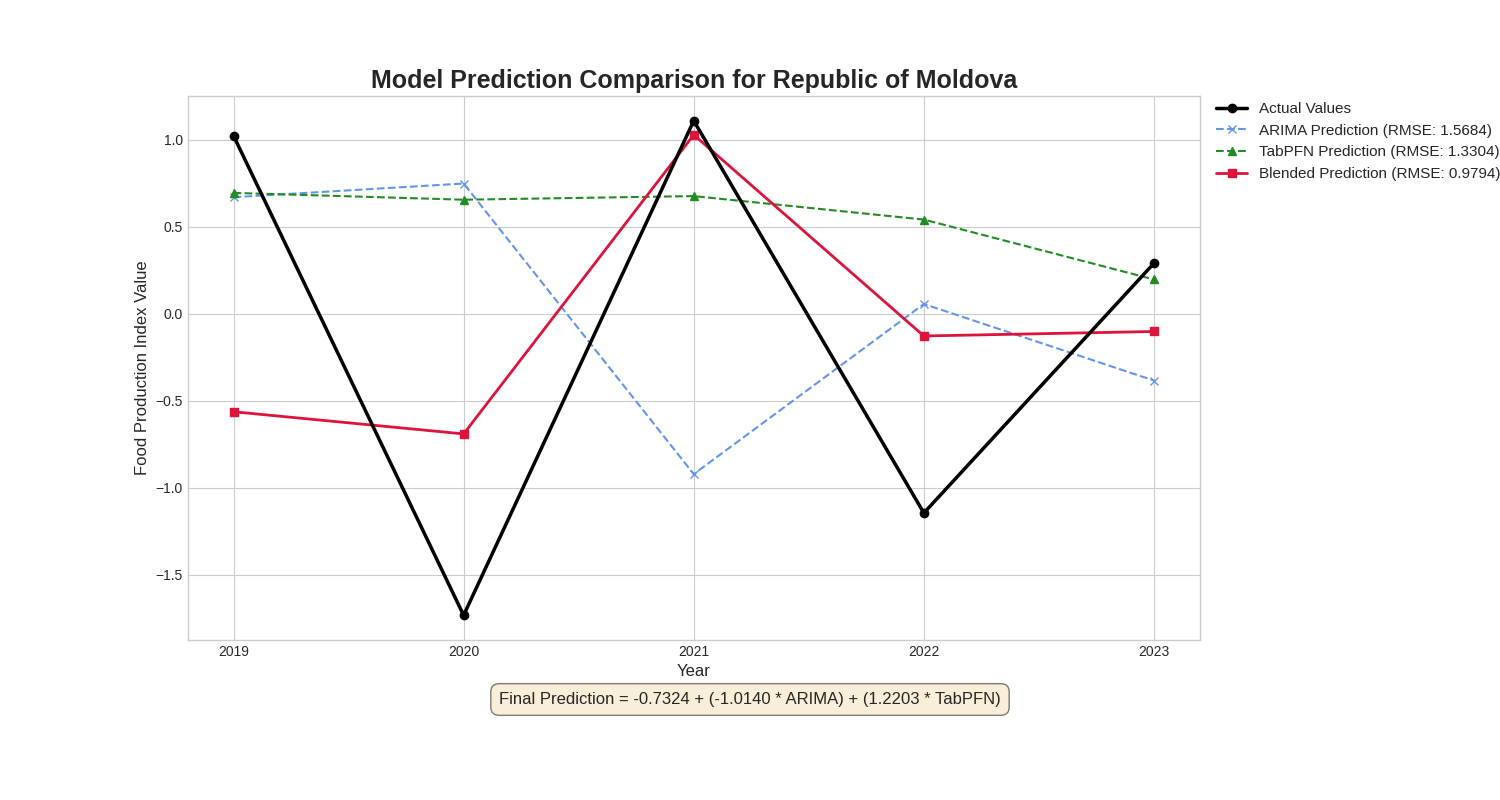 Model Prediction Comparison for Republic of Moldova
Actual Values
ARIMA Prediction (RMSE: 1.5684)
TabPFN Prediction (RMSE: 1.3304)
Blended Prediction (RMSE: 0.9794)
Food Production Index Value
1.0
0.5
0.0
−0.5
−1.0
−1.5
2019
2020
2021
2022
2023
Year
Final Prediction = -0.7324 + (-1.0140 * ARIMA) + (1.2203 * TabPFN)